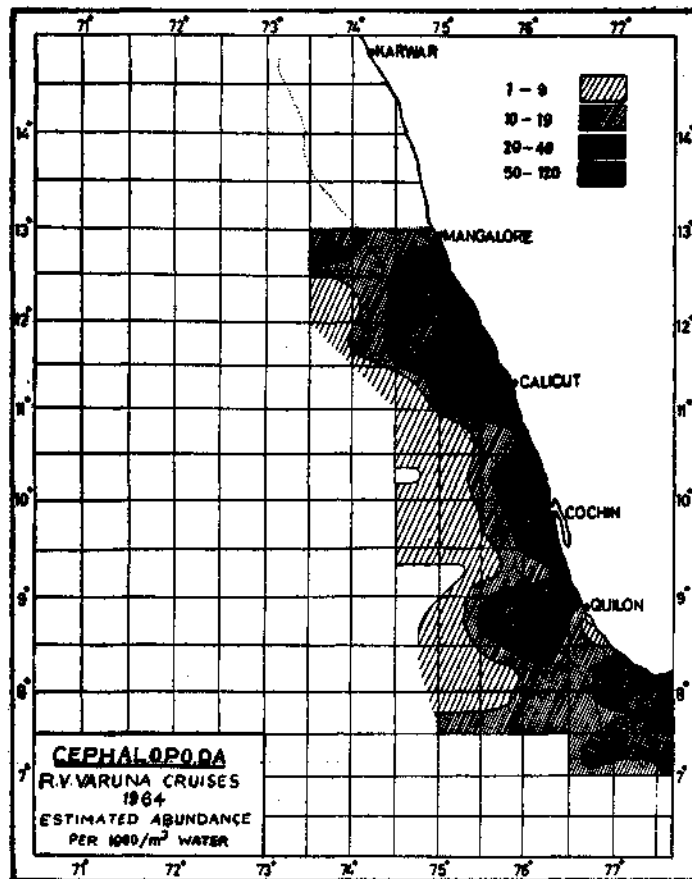 71° 72° 73° 74° 75° 76° 77°
KARWAR
1 - 9
10 - 19
20 - 40
50 - 120
14° 14°
13° 13°
MANGALORE
12° 12°
CALICUT
11° 11°
10° 10°
COCHIN
9° 9°
QUILON
8° 8°
7° 7°
CEPHALOPODA
R.V. VARUNA CRUISES
1964
ESTIMATED ABUNDANCE
PER 1000/m³ WATER
71° 72° 73° 74° 75° 76° 77°